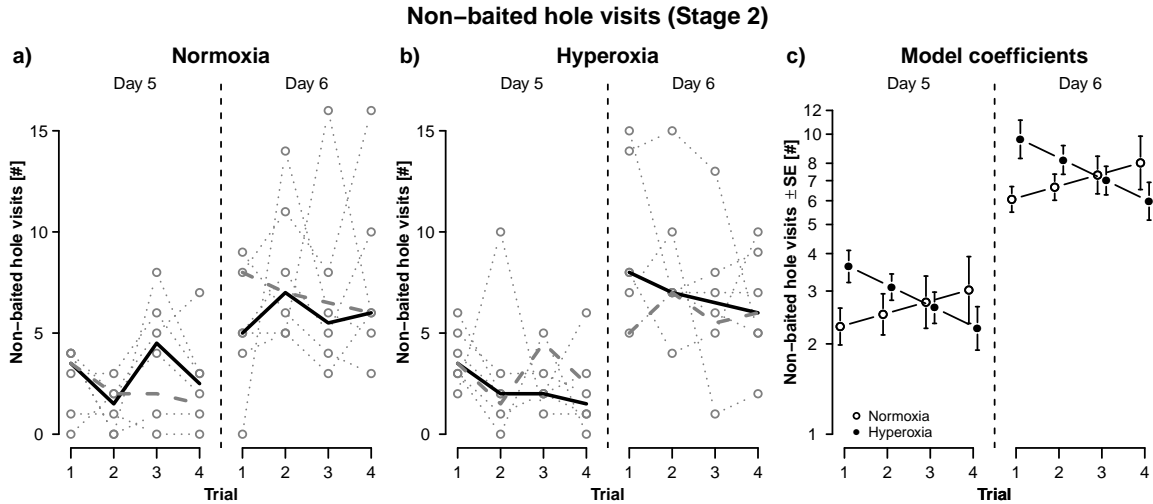 Non−baited hole visits (Stage 2)
a) Normoxia
Day 5 Day 6
Non−baited hole visits [#]
15
10
5
0
1 2 3 4 1 2 3 4
Trial
b) Hyperoxia
Day 5 Day 6
Non−baited hole visits [#]
15
10
5
0
1 2 3 4 1 2 3 4
Trial
c) Model coefficients
Day 5 Day 6
Non−baited hole visits ± SE [#]
12
10
8
7
6
4
3
2
1
Normoxia
Hyperoxia
1 2 3 4 1 2 3 4
Trial